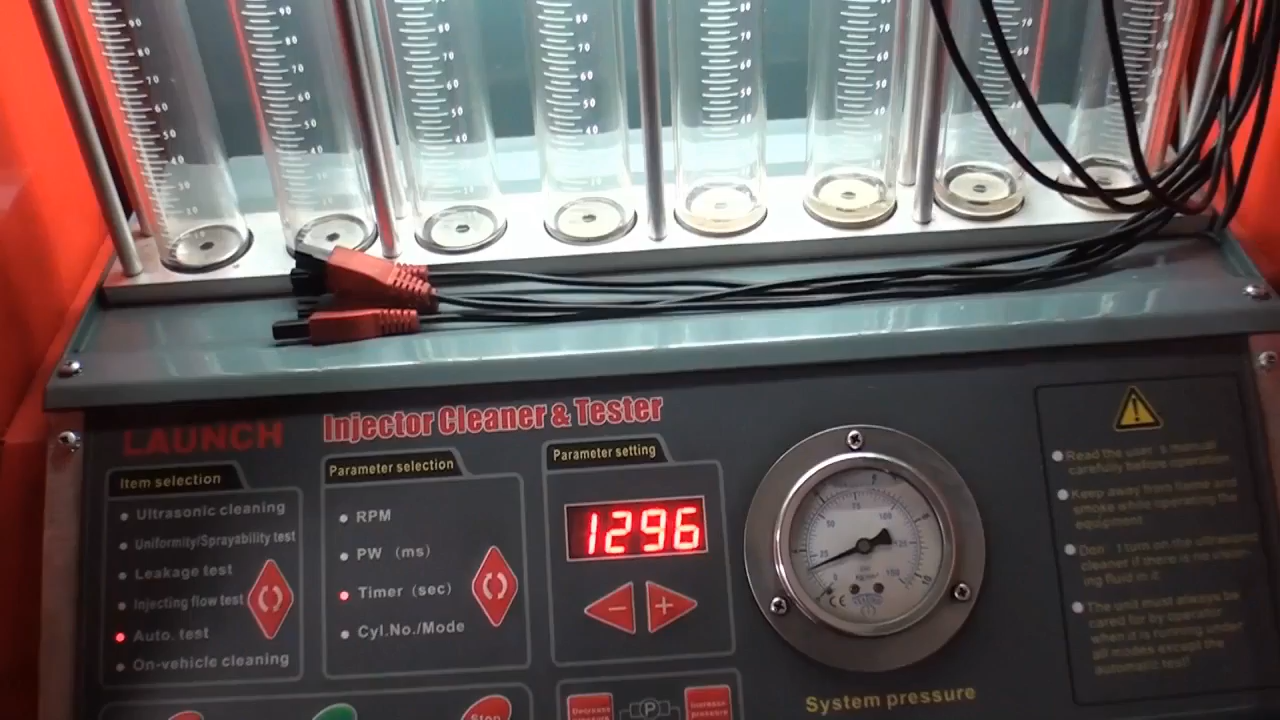 LAUNCH
Injector Cleaner & Tester
Item selection
Ultrasonic cleaning
Uniformity/Sprayability test
Leakage test
Injecting flow test
Auto. test
On-vehicle cleaning
Parameter selection
RPM
PW (ms)
Timer (sec)
Cyl.No./Mode
Parameter setting
1296
System pressure
Stop
Decrease pressure
P
Increase pressure
Read the user's manual
carefully before operation
Keep away from flame and
smoke while operating the
equipment
Don't turn on the ultrasonic
cleaner if there is no clean-
ing fluid in it
The unit must always be
cared for by operator
when it is running under
all modes except the
automatic test